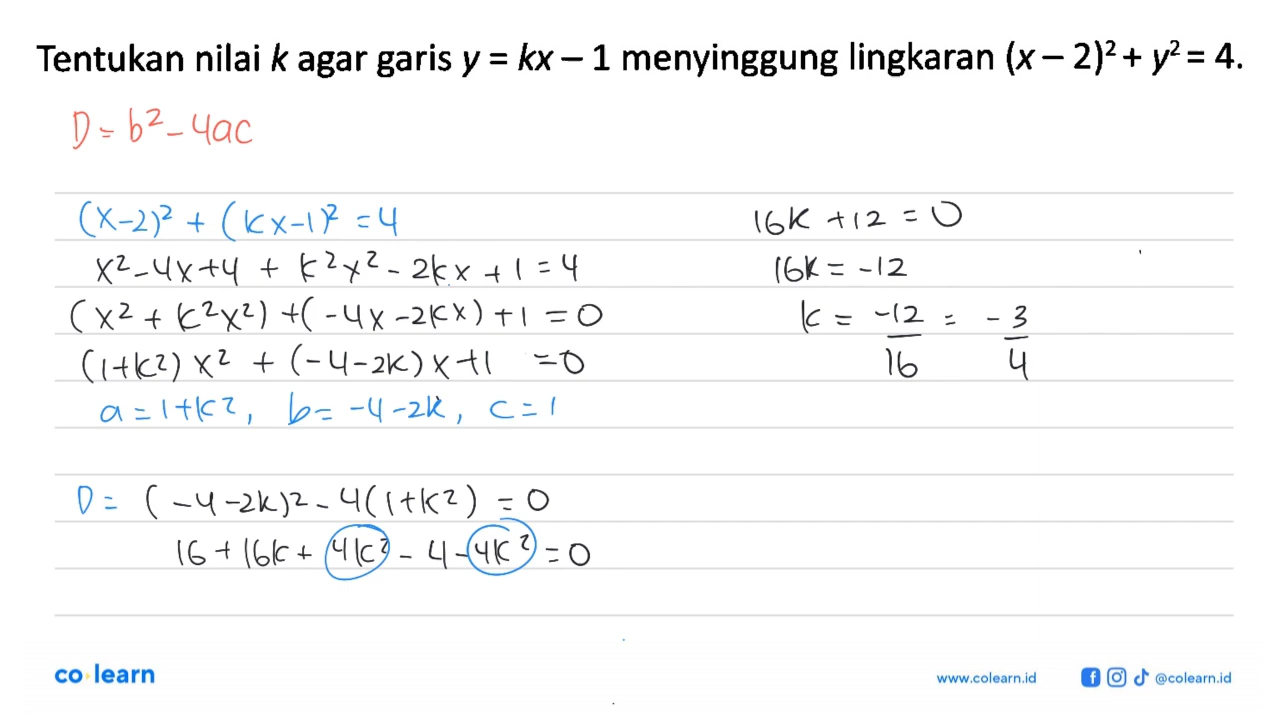 Tentukan nilai k agar garis y = kx – 1 menyinggung lingkaran (x – 2)² + y² = 4.
D = b² - 4ac
(x-2)² + (kx-1)² = 4
x² - 4x + 4 + k²x² - 2kx + 1 = 4
(x² + k²x²) + (-4x - 2kx) + 1 = 0
(1+k²) x² + (-4-2k) x + 1 = 0
a = 1+k², b = -4-2k, c = 1
D = (-4-2k)² - 4(1+k²) = 0
16 + 16k + 4k² - 4 - 4k² = 0
16k + 12 = 0
16k = -12
k = -12/16 = -3/4
co learn
www.colearn.id
@colearn.id